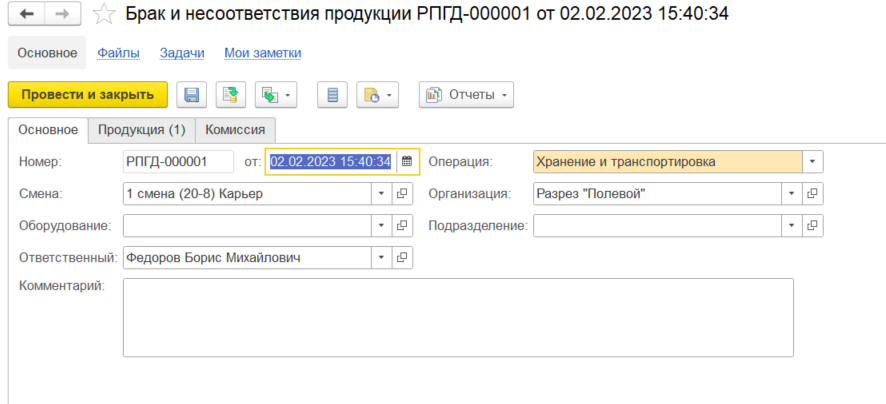 Брак и несоответствия продукции РПГД-000001 от 02.02.2023 15:40:34
Основное Файлы Задачи Мои заметки
Провести и закрыть Отчеты
Основное Продукция (1) Комиссия
Номер: РПГД-000001 от: 02.02.2023 15:40:34 Операция: Хранение и транспортировка
Смена: 1 смена (20-8) Карьер Организация: Разрез "Полевой"
Оборудование: Подразделение:
Ответственный: Федоров Борис Михайлович
Комментарий: